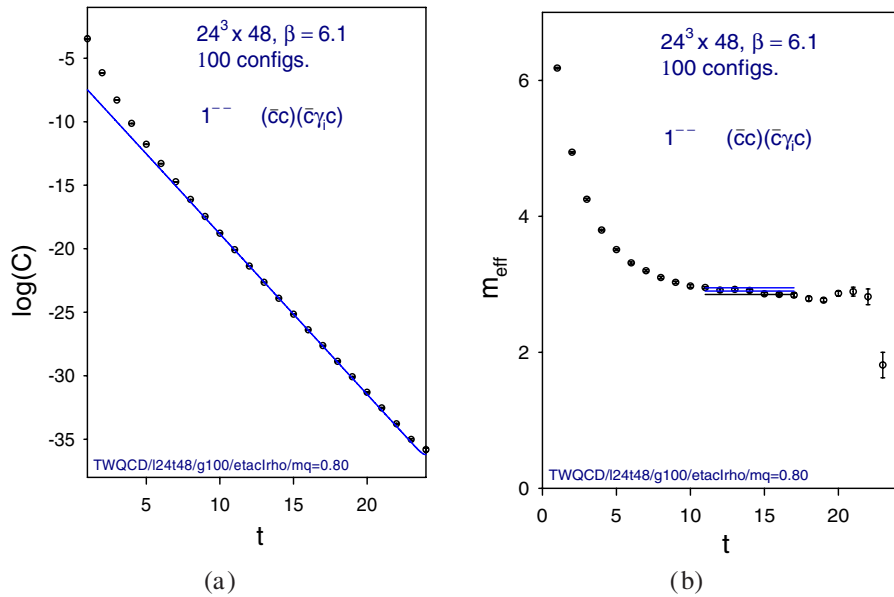 24³ x 48, β = 6.1
100 configs.
1⁻⁻ (c̄c)(c̄γᵢc)
log(C)
-5
-10
-15
-20
-25
-30
-35
TWQCD/l24t48/g100/etacIrho/mq=0.80
5
10
15
20
t
(a)
24³ x 48, β = 6.1
100 configs.
1⁻⁻ (c̄c)(c̄γᵢc)
m_eff
6
4
2
0
TWQCD/l24t48/g100/etacIrho/mq=0.80
0
5
10
15
20
t
(b)